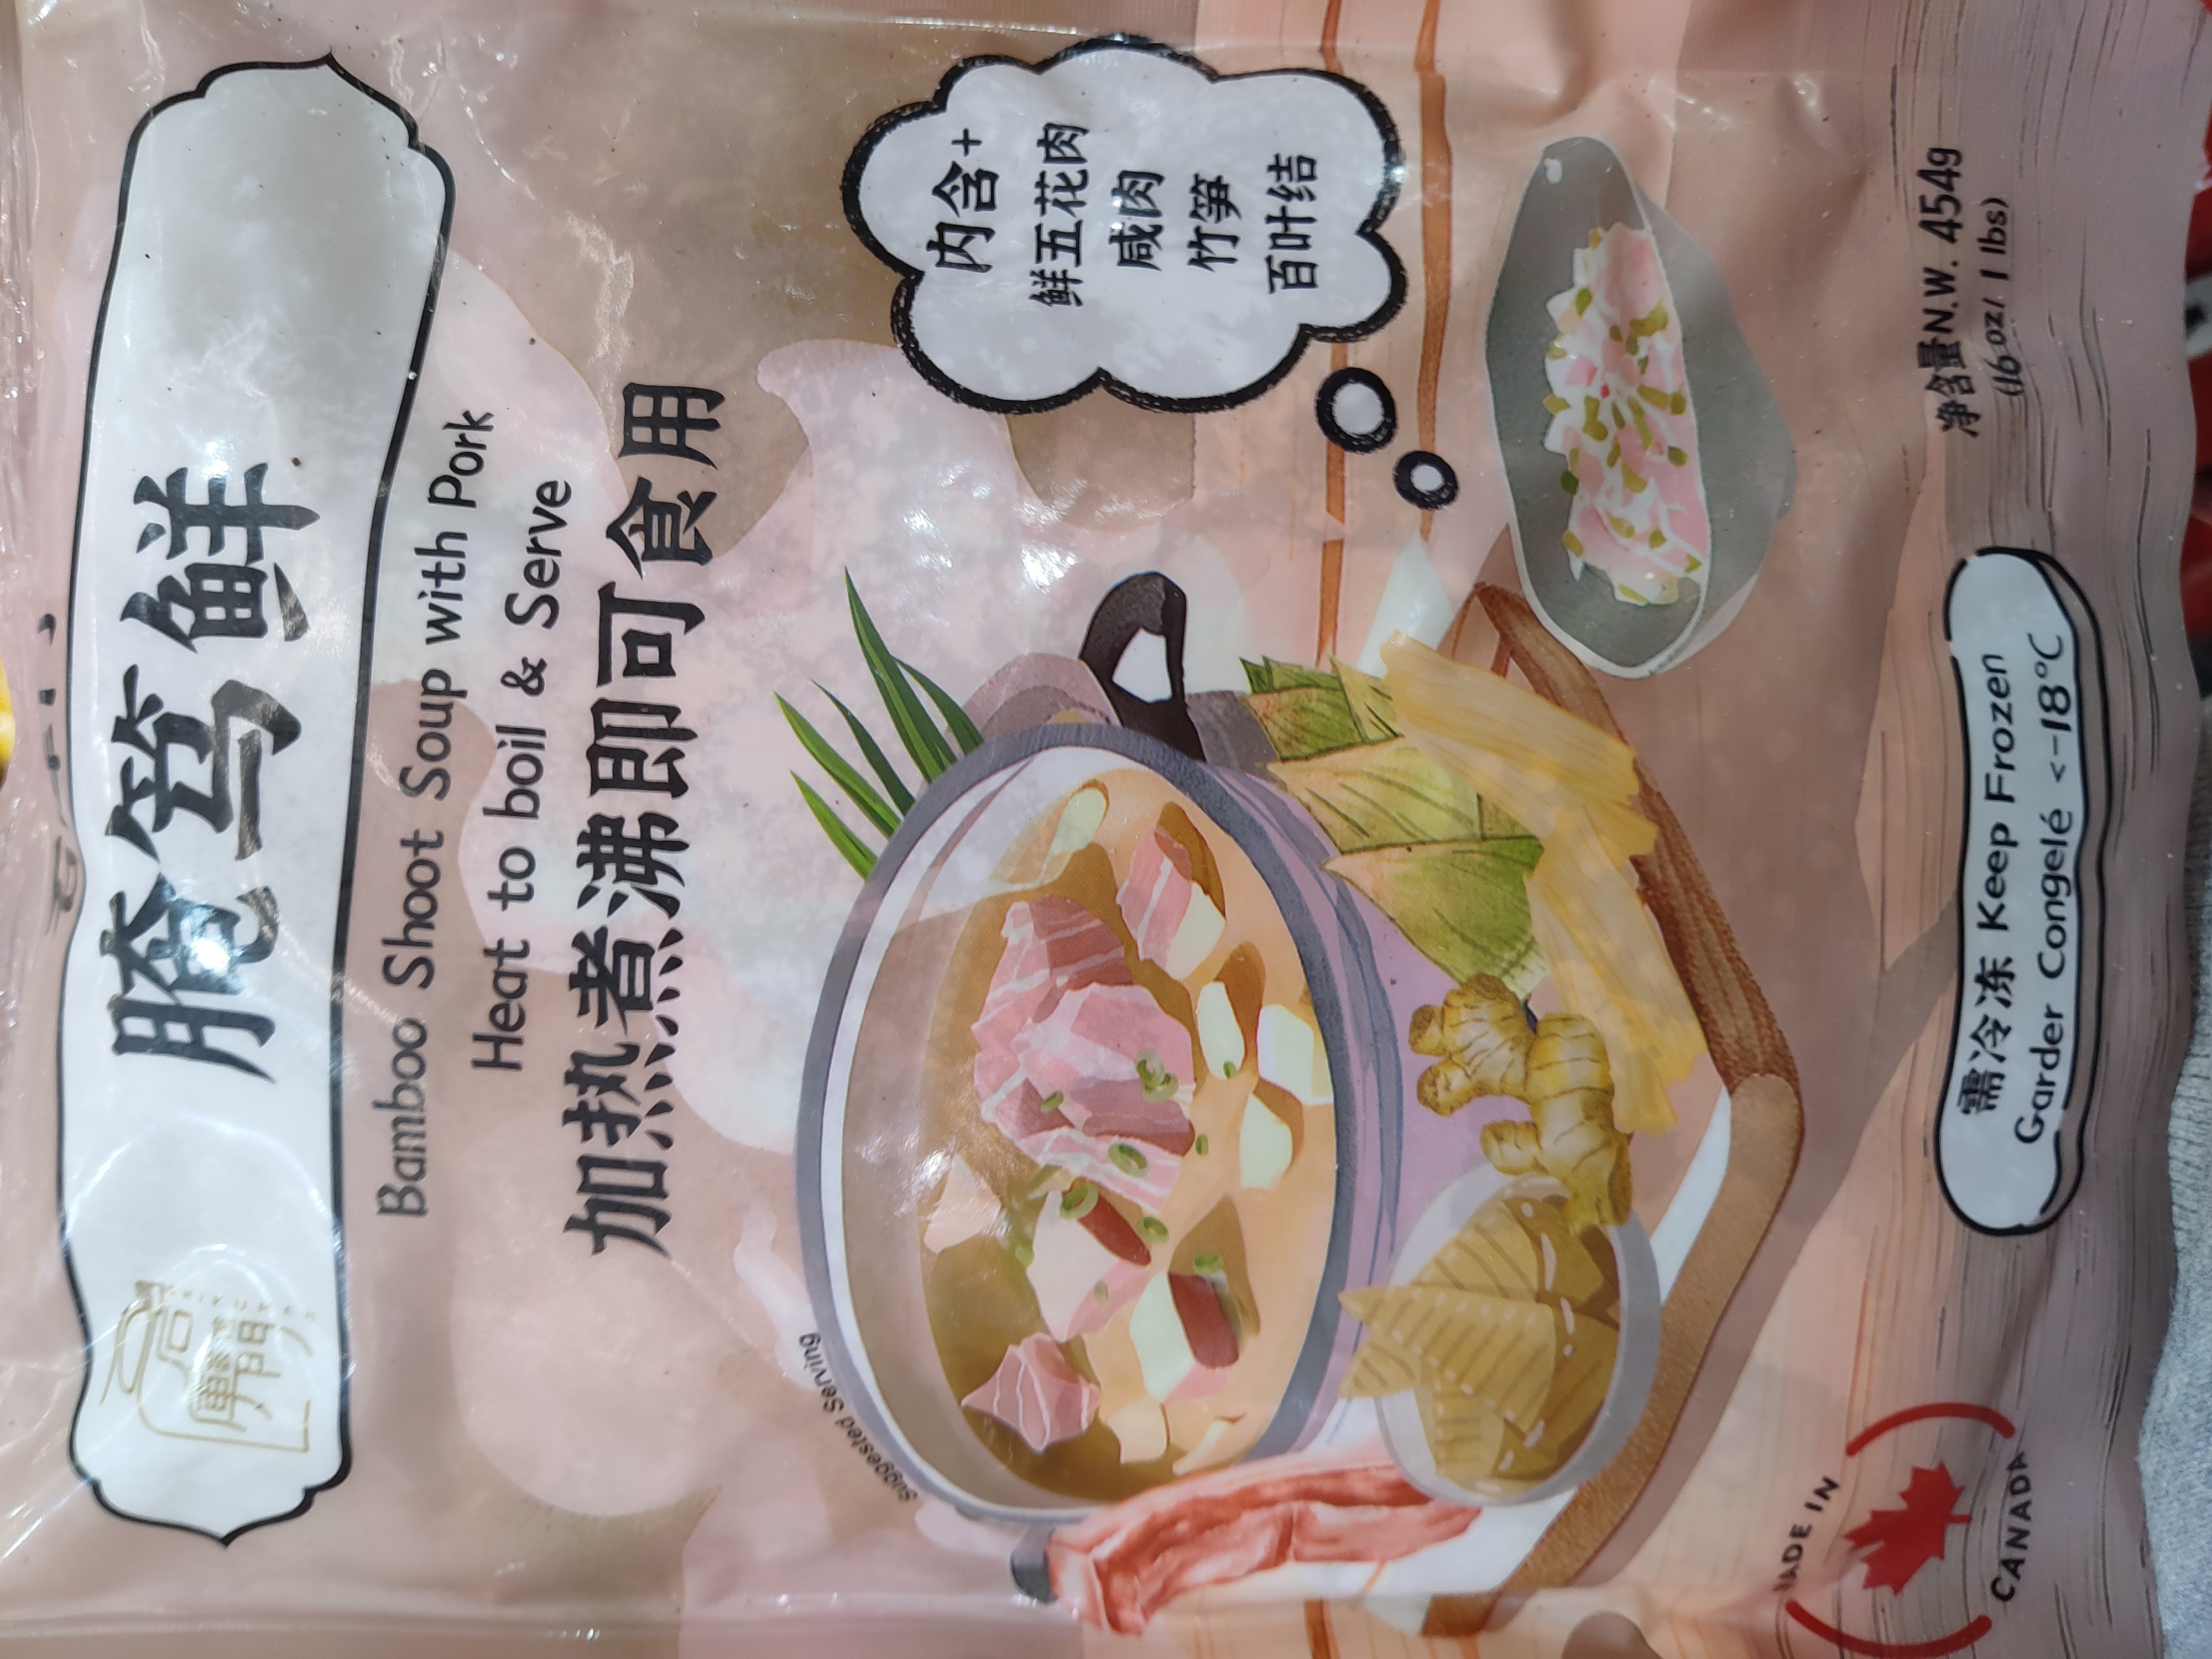 腌笃鲜
Bamboo Shoot Soup with Pork
Heat to boil & Serve
加热煮沸即可食用
内含+
鲜五花肉
咸肉
竹笋
百叶结
Suggested Serving
MADE IN
CANADA
需冷冻 Keep Frozen
Garder Congelé <-18°C
净含量N.W. 454g
(16 oz/ 1 lbs)